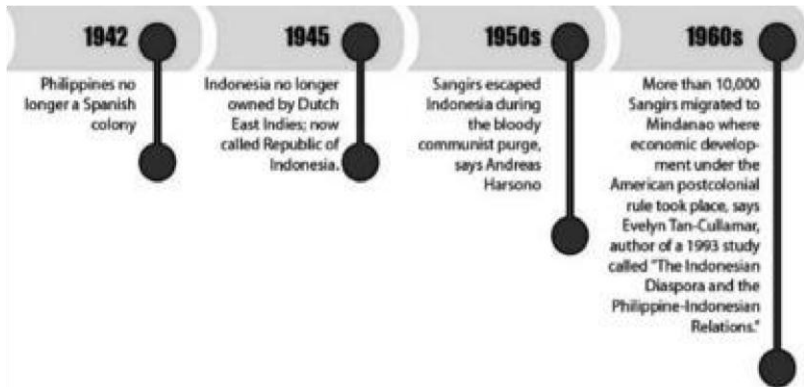 1942
Philippines no
longer a Spanish
colony
1945
Indonesia no longer
owned by Dutch
East Indies; now
called Republic of
Indonesia.
1950s
Sangirs escaped
Indonesia during
the bloody
communist purge,
says Andreas
Harsono
1960s
More than 10,000
Sangirs migrated to
Mindanao where
economic develop-
ment under the
American postcolonial
rule took place, says
Evelyn Tan-Cullamar,
author of a 1993 study
called "The Indonesian
Diaspora and the
Philippine-Indonesian
Relations."